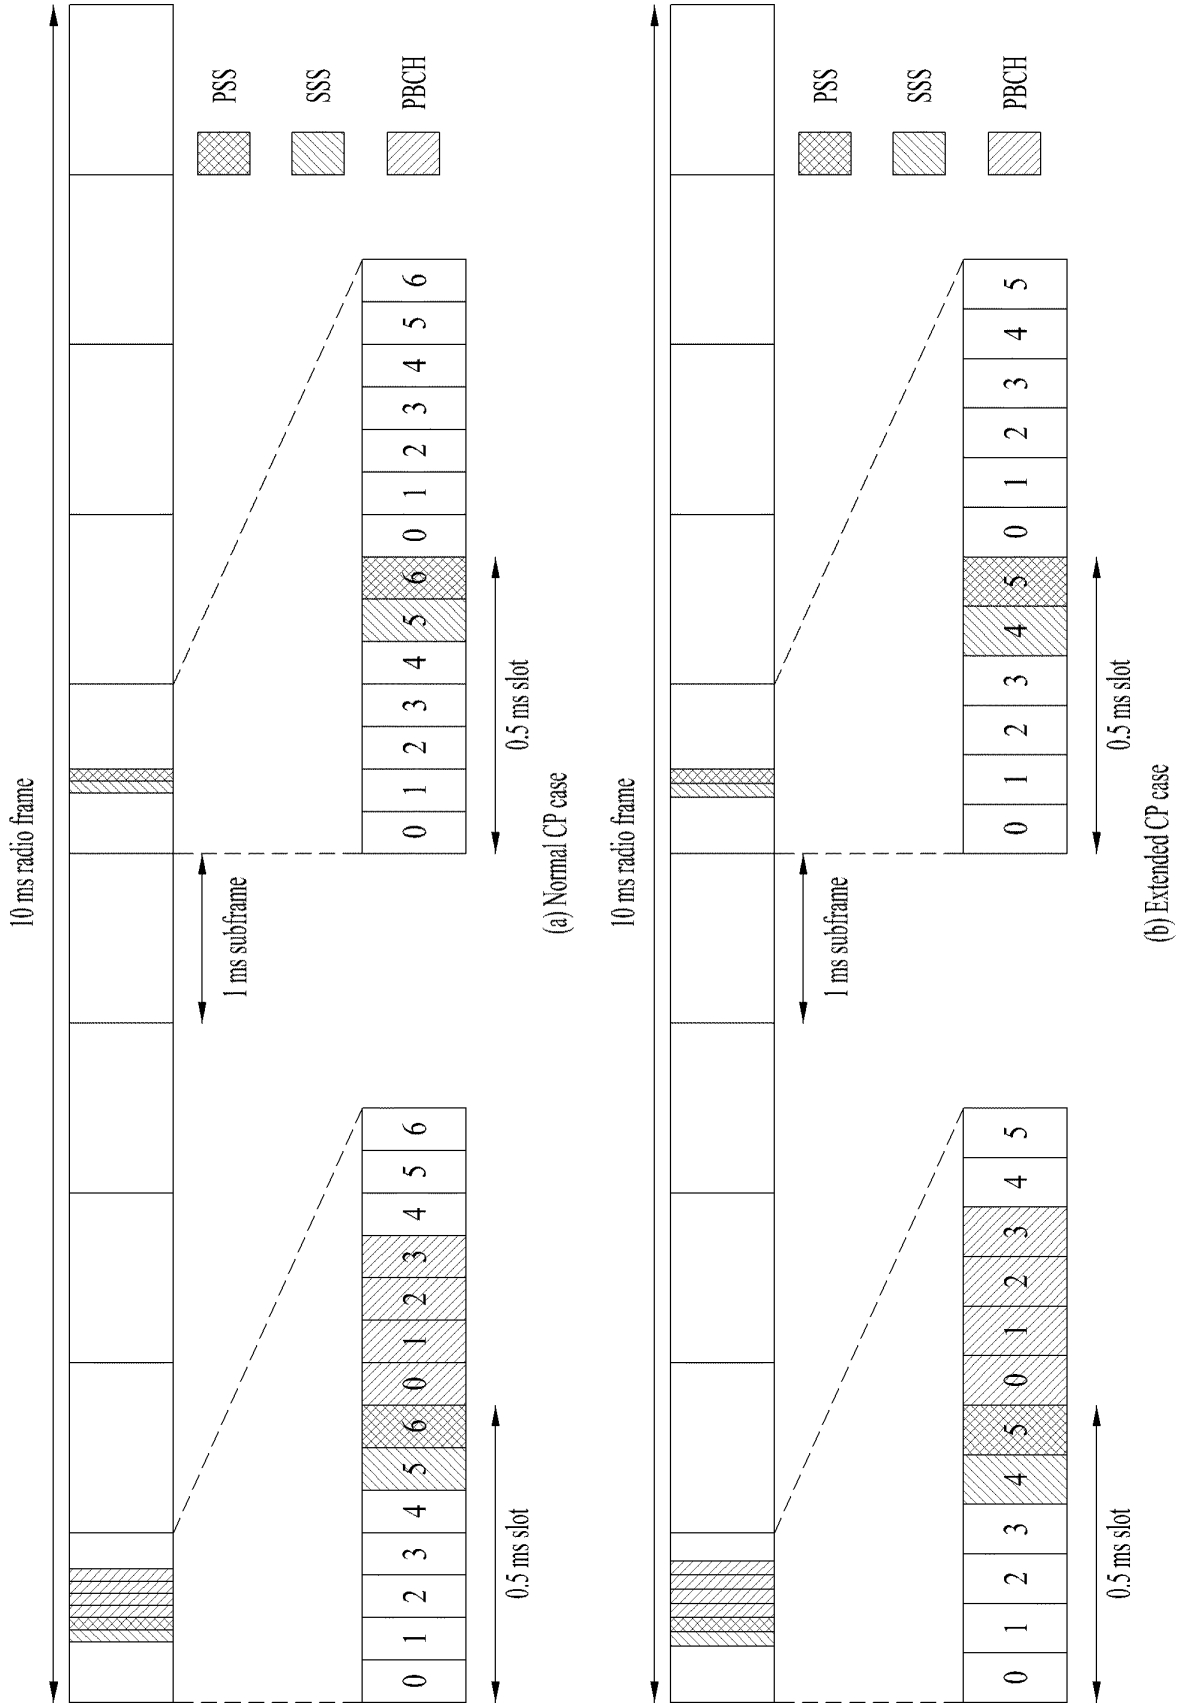 10 ms radio frame
1 ms subframe
PSS
SSS
PBCH
0 1 2 3 4 5 6 0 1 2 3 4 5 6
0 1 2 3 4 5 6 0 1 2 3 4 5 6
0.5 ms slot
0.5 ms slot
(a) Normal CP case
10 ms radio frame
1 ms subframe
PSS
SSS
PBCH
0 1 2 3 4 5 0 1 2 3 4 5
0 1 2 3 4 5 0 1 2 3 4 5
0.5 ms slot
0.5 ms slot
(b) Extended CP case